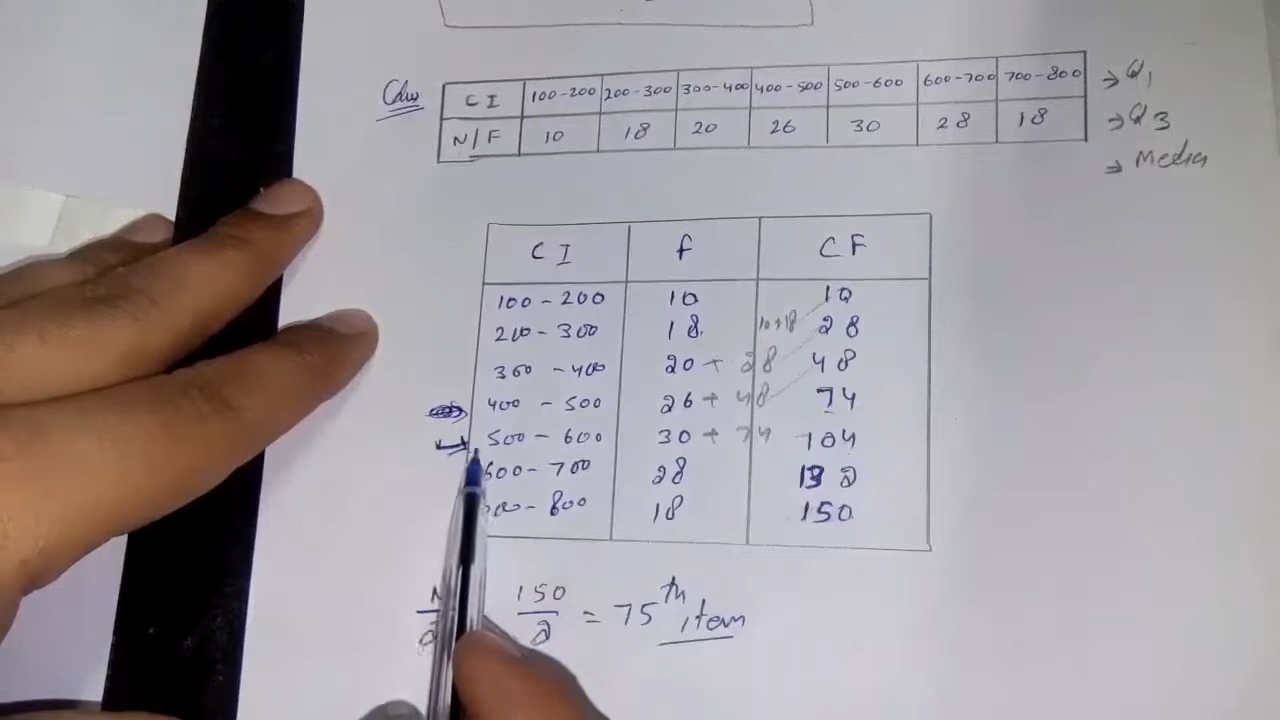 CI 100-200 200-300 300-400 400-500 500-600 600-700 700-800 → Q1
N/F 10 18 20 26 30 28 18 → Q3
→ Media
CI f CF
100-200 10 10
200-300 18 10+18 28
300-400 20+28 48
400-500 26+48 74
500-600 30+74 104
600-700 28 132
00-800 18 150
150/2 = 75th item